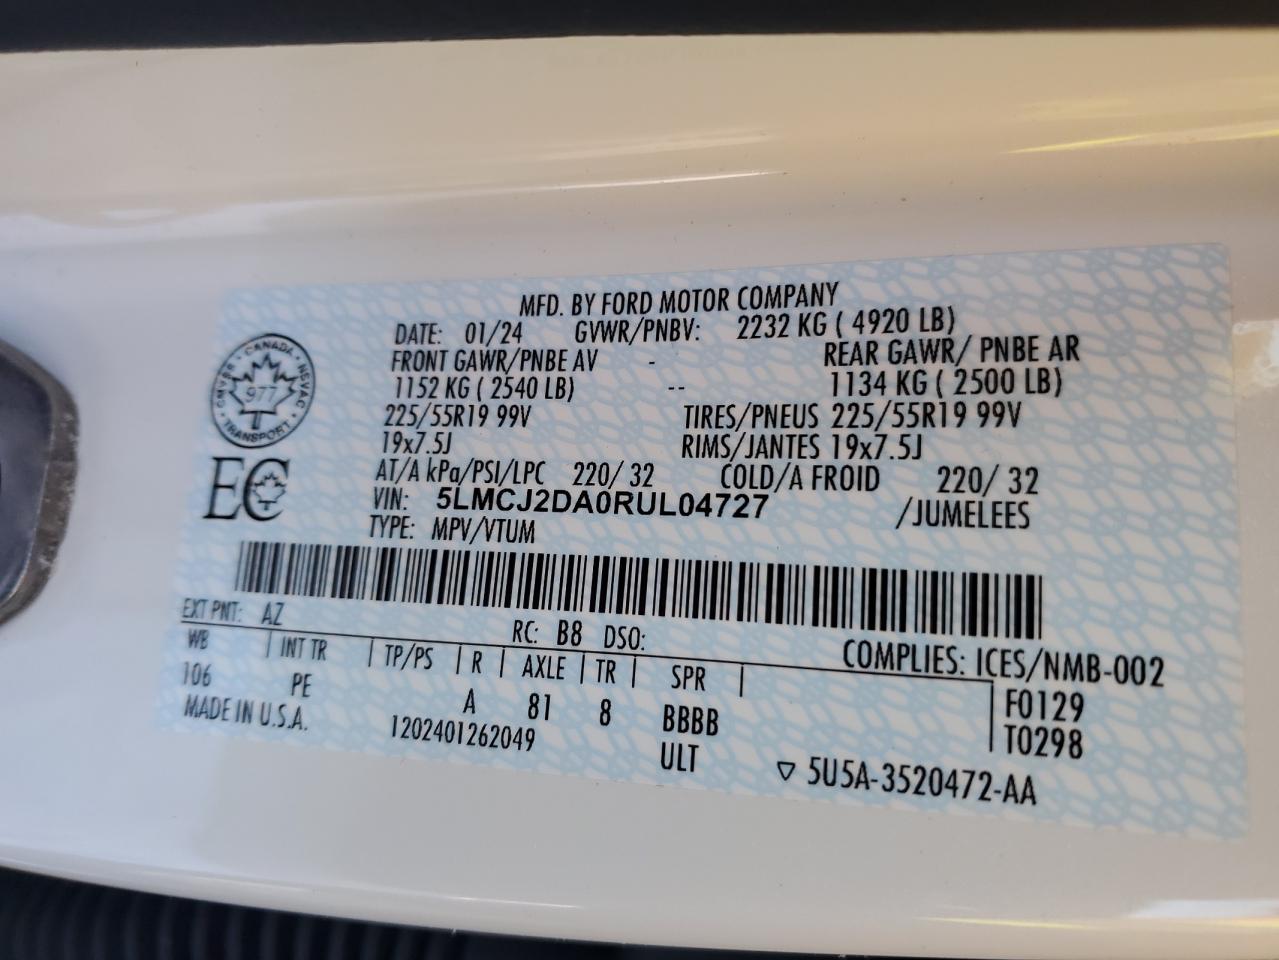 MFD. BY FORD MOTOR COMPANY
DATE: 01/24 GVWR/PNBV: 2232 KG ( 4920 LB)
FRONT GAWR/PNBE AV - REAR GAWR/ PNBE AR
1152 KG ( 2540 LB) -- 1134 KG ( 2500 LB)
225/55R19 99V TIRES/PNEUS 225/55R19 99V
19x7.5J RIMS/JANTES 19x7.5J
AT/A kPa/PSI/LPC 220/ 32 COLD/A FROID 220/ 32
VIN: 5LMCJ2DA0RUL04727 /JUMELEES
TYPE: MPV/VTUM
CANADA
CMVSS NSVAC
977
TRANSPORT
EC
EXT PNT: AZ RC: B8 DSO: COMPLIES: ICES/NMB-002
WB | INT TR | TP/PS | R | AXLE | TR | SPR | F0129
106 PE A 81 8 BBBB T0298
MADE IN U.S.A. 1202401262049 ULT ▽ 5U5A-3520472-AA